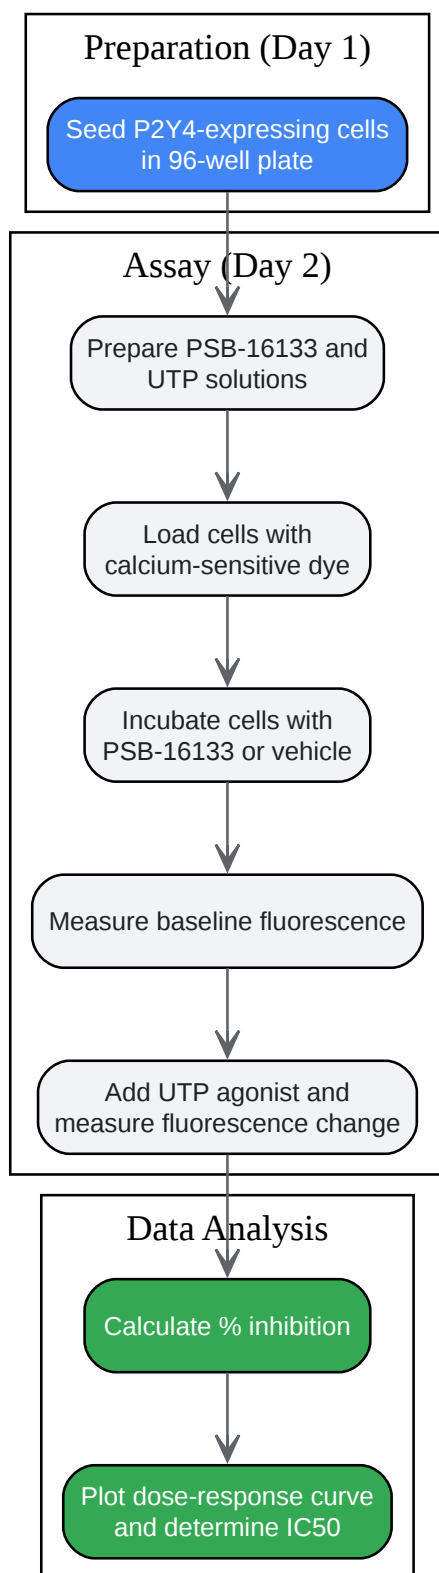 Preparation (Day 1)
Seed P2Y4-expressing cells
in 96-well plate
Assay (Day 2)
Prepare PSB-16133 and
UTP solutions
Load cells with
calcium-sensitive dye
Incubate cells with
PSB-16133 or vehicle
Measure baseline fluorescence
Add UTP agonist and
measure fluorescence change
Data Analysis
Calculate % inhibition
Plot dose-response curve
and determine IC50